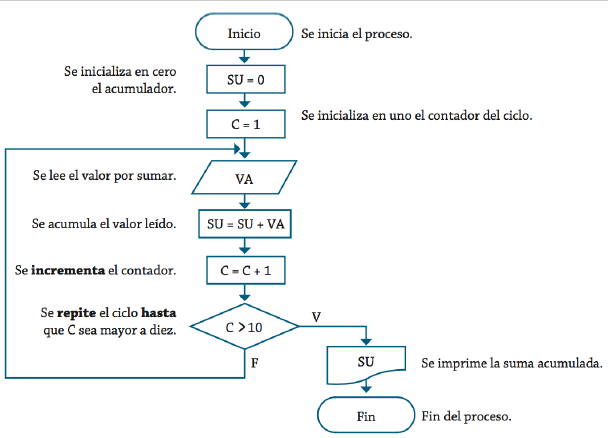 Inicio
Se inicia el proceso.
Se inicializa en cero
el acumulador.
SU = 0
C = 1
Se inicializa en uno el contador del ciclo.
Se lee el valor por sumar.
VA
Se acumula el valor leído.
SU = SU + VA
Se incrementa el contador.
C = C + 1
Se repite el ciclo hasta
que C sea mayor a diez.
C > 10
V
F
SU
Se imprime la suma acumulada.
Fin
Fin del proceso.